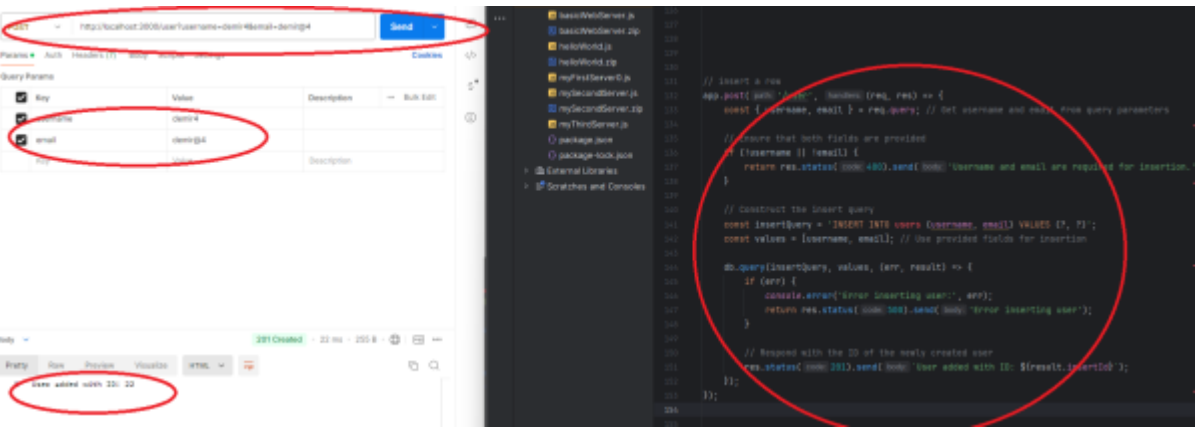 http://localhost:3000/user?username=demir4&email=demir@4
Send
Params
Auth
Headers (7)
Body
Cookies
Query Params
Key
Value
Description
Bulk Edit
demir4
email
demir@4
Key
Value
Description
201 Created
22 ms
255 B
Pretty
Raw
Preview
Visualize
HTML
User added with ID: 22
basicWebServer.js
basicWebServer.zip
helloWorld.js
helloWorld.zip
mySecondServer.js
mySecondServer.zip
myThirdServer.js
package.json
package-lock.json
External Libraries
Scratches and Consoles
// insert a row
app.post( path: '/user', handlers: (req, res) => {
const { username, email } = req.query; // Get username and email from query parameters
// Ensure that both fields are provided
if (!username || !email) {
return res.status( code: 400).send( body: 'Username and email are required for insertion.
}
// Construct the insert query
const insertQuery = 'INSERT INTO users (username, email) VALUES (?, ?)';
const values = [username, email]; // Use provided fields for insertion
db.query(insertQuery, values, (err, result) => {
if (err) {
console.error('Error inserting user:', err);
return res.status( code: 500).send( body: 'Error inserting user');
}
// Respond with the ID of the newly created user
res.status( code: 201).send( body: `User added with ID: ${result.insertId}`);
});
});